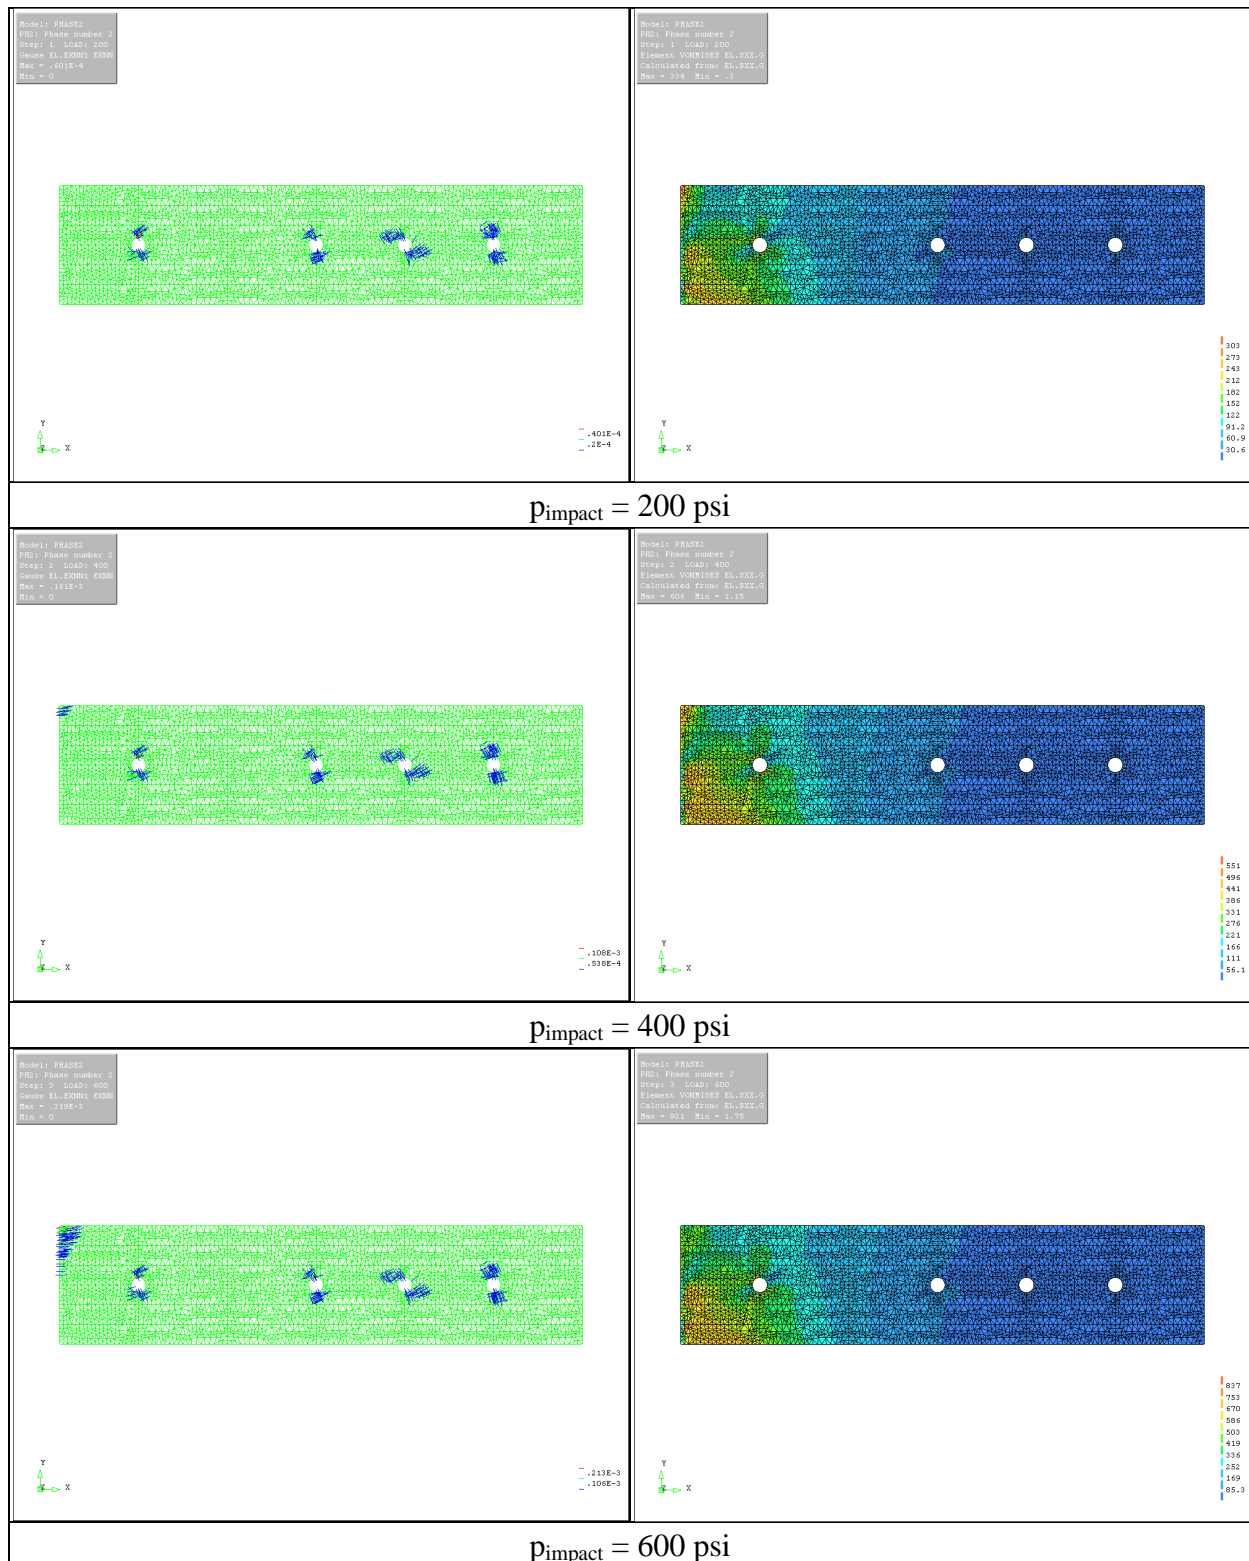 Model: PHASE2
PH2: Phase number 2
Step: 1 LOAD: 200
Gauss EL.EKNN1 EKNN
Max = .601E-4
Min = 0
Y
Z X
.401E-4
.2E-4
Model: PHASE2
PH2: Phase number 2
Step: 1 LOAD: 200
Element VONMISES EL.SXX.G
Calculated from: EL.SXX.G
Max = 334 Min = .3
303
273
243
212
182
152
122
91.2
60.9
30.6
Y
Z X
pimpact = 200 psi
Model: PHASE2
PH2: Phase number 2
Step: 2 LOAD: 400
Gauss EL.EKNN1 EKNN
Max = .161E-3
Min = 0
Y
Z X
.108E-3
.538E-4
Model: PHASE2
PH2: Phase number 2
Step: 2 LOAD: 400
Element VONMISES EL.SXX.G
Calculated from: EL.SXX.G
Max = 606 Min = 1.15
551
496
441
386
331
276
221
166
111
56.1
Y
Z X
pimpact = 400 psi
Model: PHASE2
PH2: Phase number 2
Step: 3 LOAD: 600
Gauss EL.EKNN1 EKNN
Max = .319E-3
Min = 0
Y
Z X
.213E-3
.106E-3
Model: PHASE2
PH2: Phase number 2
Step: 3 LOAD: 600
Element VONMISES EL.SXX.G
Calculated from: EL.SXX.G
Max = 921 Min = 1.75
837
753
670
586
503
419
336
252
169
85.3
Y
Z X
pimpact = 600 psi